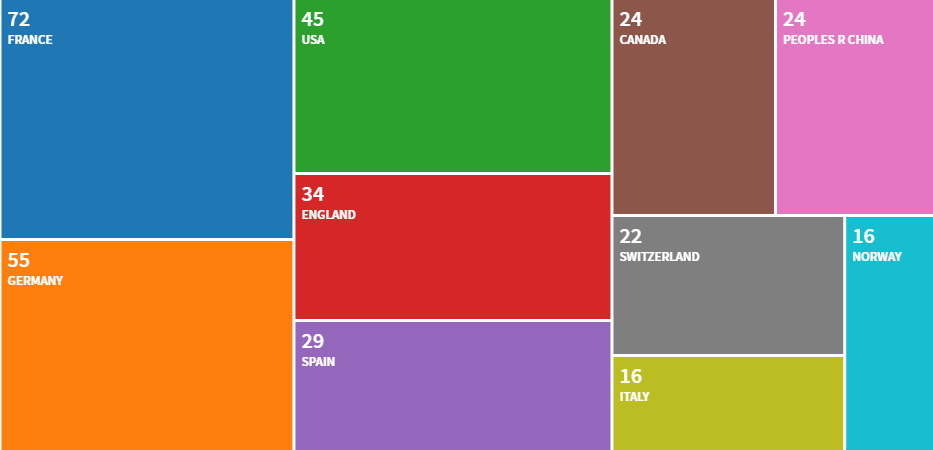 72
FRANCE
45
USA
24
CANADA
24
PEOPLES R CHINA
34
ENGLAND
22
SWITZERLAND
16
NORWAY
55
GERMANY
29
SPAIN
16
ITALY